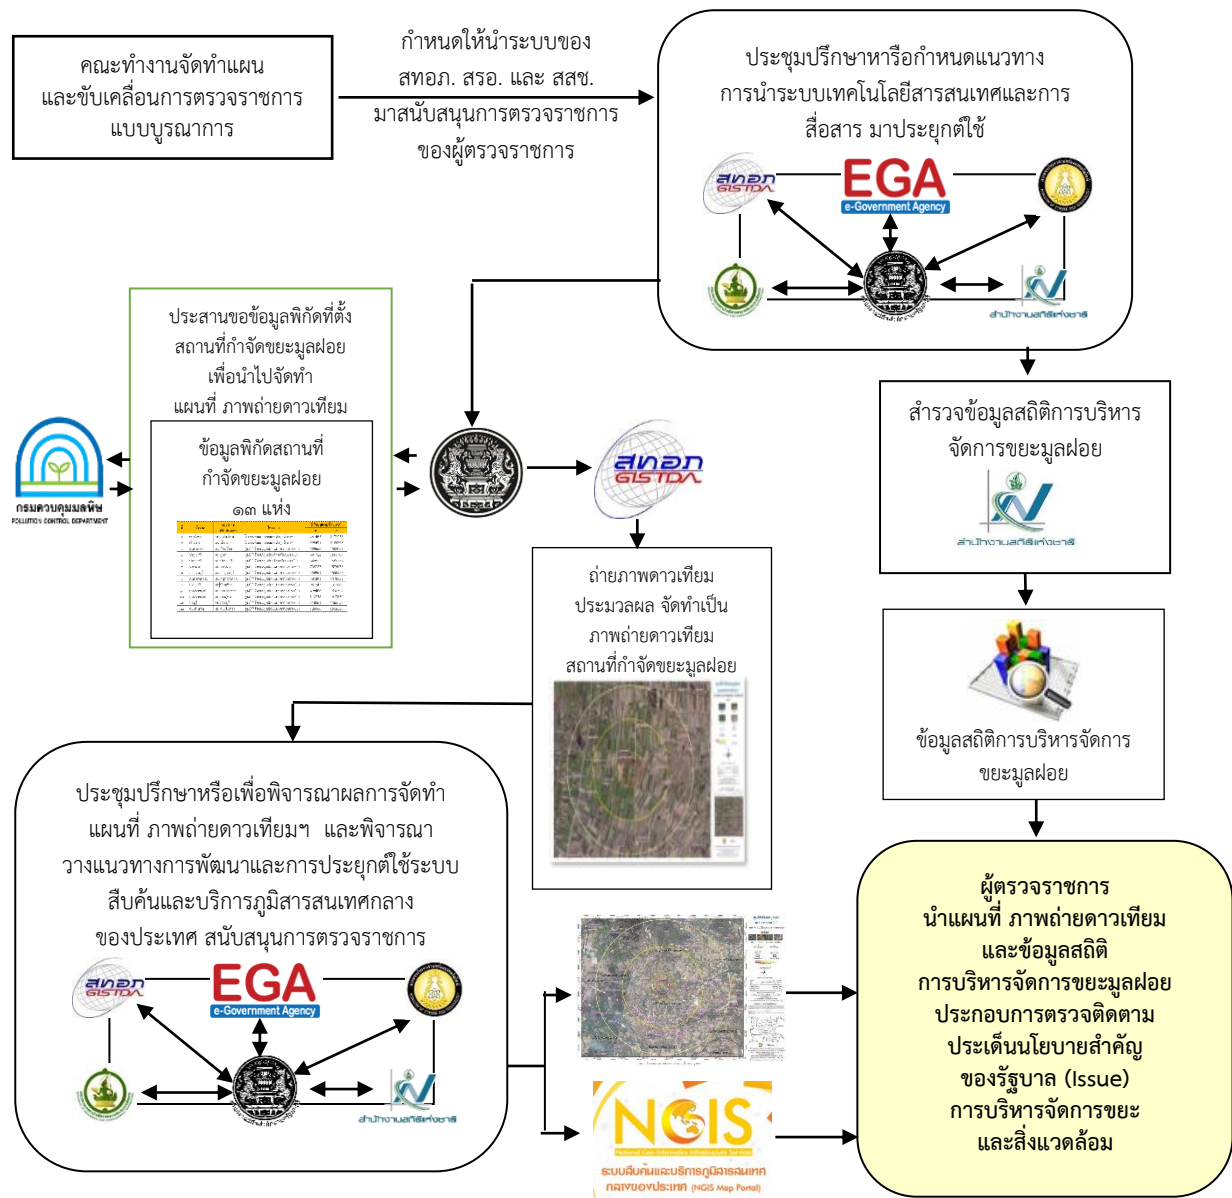 คณะทำงานจัดทำแผน
และขับเคลื่อนการตรวจราชการ
แบบบูรณาการ
กำหนดให้นำระบบของ
สทอภ. สรอ. และ สสช.
มาสนับสนุนการตรวจราชการ
ของผู้ตรวจราชการ
ประชุมปรึกษาหารือกำหนดแนวทาง
การนำระบบเทคโนโลยีสารสนเทศและการ
สื่อสาร มาประยุกต์ใช้
สทอภ
GISTDA
EGA
e-Government Agency
สำนักงานสถิติแห่งชาติ
ประสานขอข้อมูลพิกัดที่ตั้ง
สถานที่กำจัดขยะมูลฝอย
เพื่อนำไปจัดทำ
แผนที่ ภาพถ่ายดาวเทียม
ข้อมูลพิกัดสถานที่
กำจัดขยะมูลฝอย
๑๓ แห่ง
กรมควบคุมมลพิษ
POLLUTION CONTROL DEPARTMENT
สทอภ
GISTDA
สำรวจข้อมูลสถิติการบริหาร
จัดการขยะมูลฝอย
สำนักงานสถิติแห่งชาติ
ถ่ายภาพดาวเทียม
ประมวลผล จัดทำเป็น
ภาพถ่ายดาวเทียม
สถานที่กำจัดขยะมูลฝอย
ข้อมูลสถิติการบริหารจัดการ
ขยะมูลฝอย
ประชุมปรึกษาหรือเพื่อพิจารณาผลการจัดทำ
แผนที่ ภาพถ่ายดาวเทียมฯ และพิจารณา
วางแนวทางการพัฒนาและการประยุกต์ใช้ระบบ
สืบค้นและบริการภูมิสารสนเทศกลาง
ของประเทศ สนับสนุนการตรวจราชการ
สทอภ
GISTDA
EGA
e-Government Agency
สำนักงานสถิติแห่งชาติ
NGIS
National Geo-Informatics Infrastructure Services
ระบบสืบค้นและบริการภูมิสารสนเทศ
กลางของประเทศ (NGIS Map Portal)
ผู้ตรวจราชการ
นำแผนที่ ภาพถ่ายดาวเทียม
และข้อมูลสถิติ
การบริหารจัดการขยะมูลฝอย
ประกอบการตรวจติดตาม
ประเด็นนโยบายสำคัญ
ของรัฐบาล (Issue)
การบริหารจัดการขยะ
และสิ่งแวดล้อม